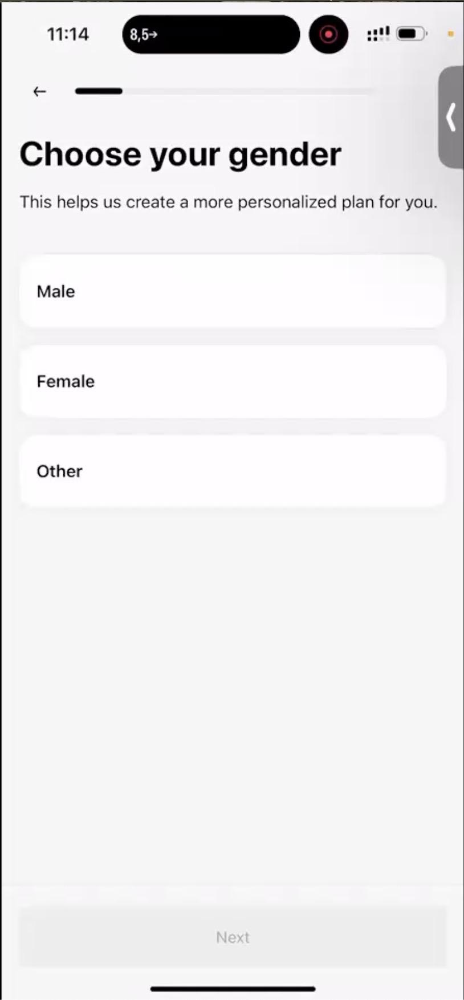 11:14
8,5→
Choose your gender
This helps us create a more personalized plan for you.
Male
Female
Other
Next